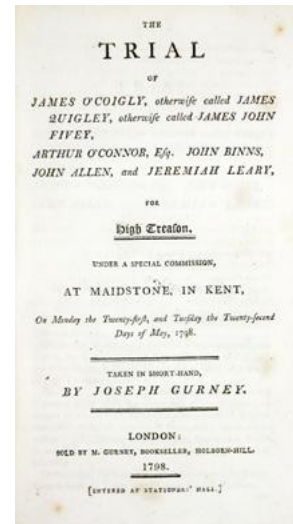 THE
TRIAL
OF
JAMES O'COIGLY, otherwiſe called JAMES
QUIGLEY, otherwiſe called JAMES JOHN
FIVEY,
ARTHUR O'CONNOR, Eſq. JOHN BINNS,
JOHN ALLEN, and JEREMIAH LEARY,
FOR
High Treaſon.
UNDER A SPECIAL COMMISSION,
AT MAIDSTONE, IN KENT,
On Monday the Twenty-firſt, and Tueſday the Twenty-ſecond
Days of May, 1798.
TAKEN IN SHORT-HAND,
BY JOSEPH GURNEY.
LONDON:
SOLD BY M. GURNEY, BOOKSELLER, HOLBORN-HILL.
1798.
[ENTERED AT STATIONERS' HALL.]